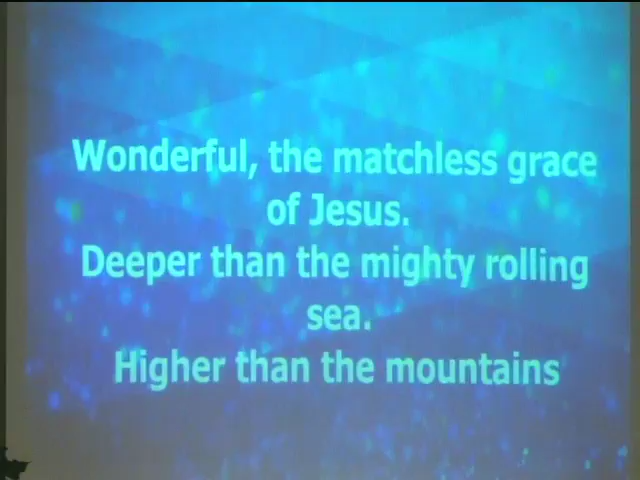 Wonderful, the matchless grace
of Jesus.
Deeper than the mighty rolling
sea.
Higher than the mountains